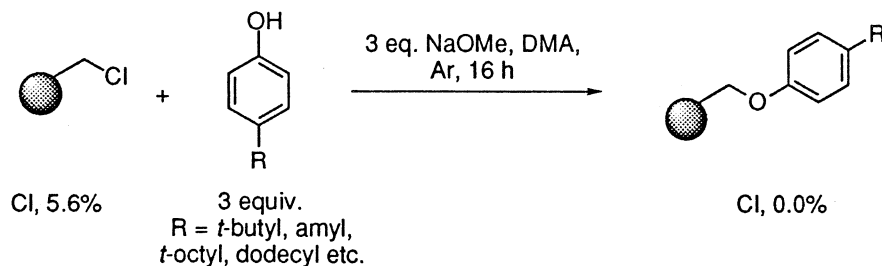 OH
R
3 eq. NaOMe, DMA,
Ar, 16 h
Cl
+
O
R
Cl, 5.6%
3 equiv.
R = t-butyl, amyl,
t-octyl, dodecyl etc.
Cl, 0.0%